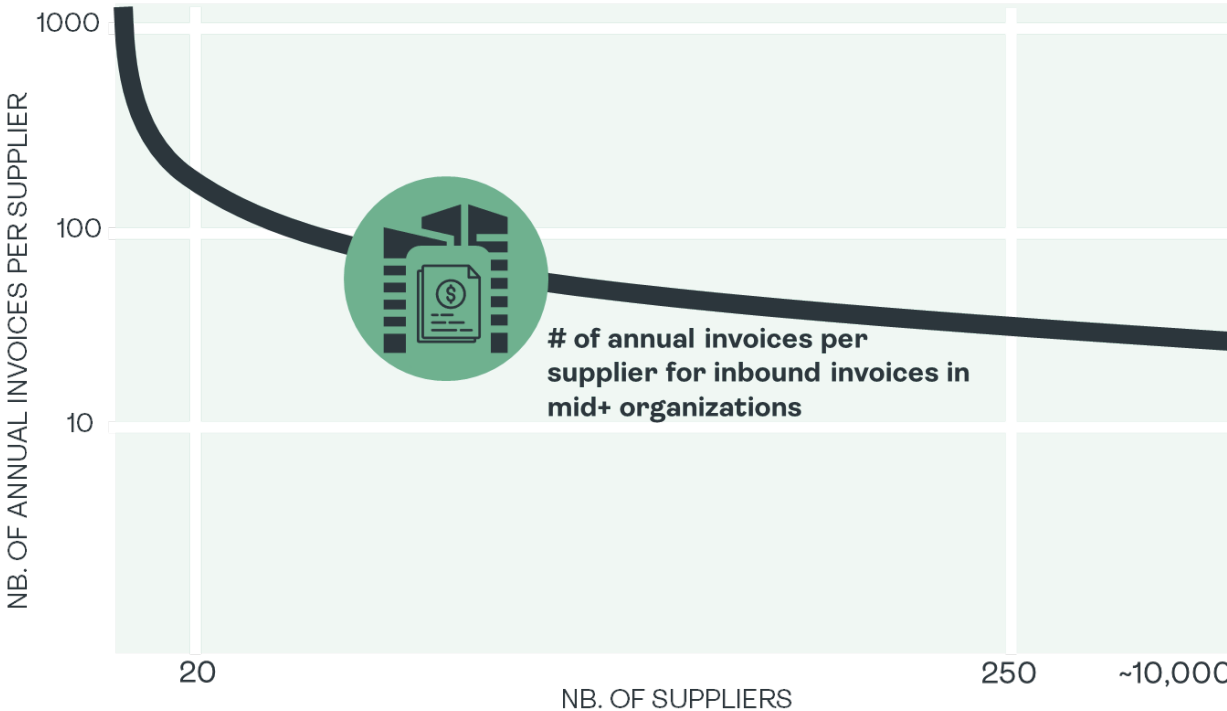 1000
100
10
NB. OF ANNUAL INVOICES PER SUPPLIER
$
# of annual invoices per
supplier for inbound invoices in
mid+ organizations
20
250
~10,000
NB. OF SUPPLIERS